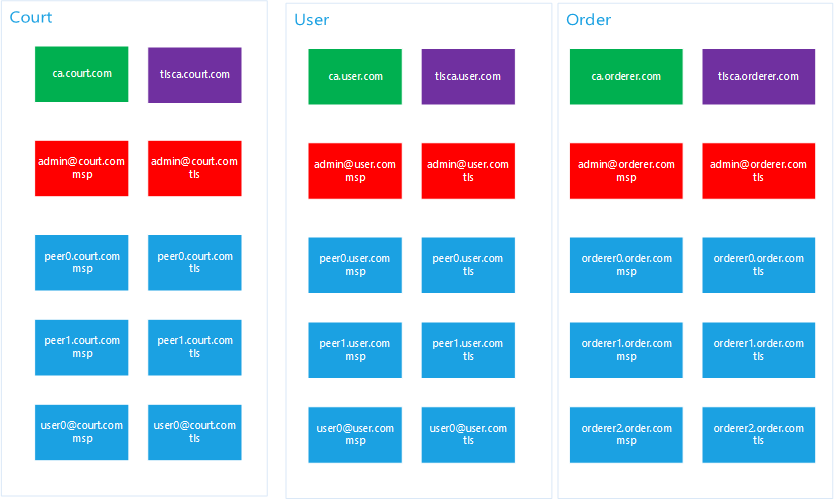 Court
ca.court.com
tlsca.court.com
admin@court.com
msp
admin@court.com
tls
peer0.court.com
msp
peer0.court.com
tls
peer1.court.com
msp
peer1.court.com
tls
user0@court.com
msp
user0@court.com
tls
User
ca.user.com
tlsca.user.com
admin@user.com
msp
admin@user.com
tls
peer0.user.com
msp
peer0.user.com
tls
peer1.user.com
msp
peer1.user.com
tls
user0@user.com
msp
user0@user.com
tls
Order
ca.orderer.com
tlsca.orderer.com
admin@orderer.com
msp
admin@orderer.com
tls
orderer0.order.com
msp
orderer0.order.com
tls
orderer1.order.com
msp
orderer1.order.com
tls
orderer2.order.com
msp
orderer2.order.com
tls